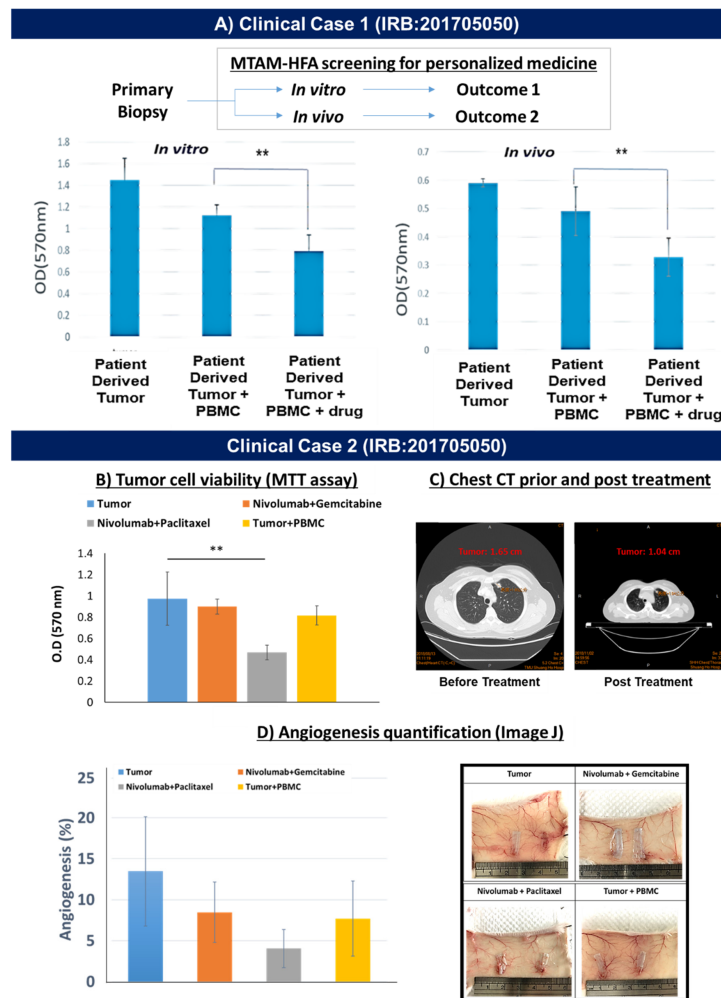 A) Clinical Case 1 (IRB:201705050)
MTAM-HFA screening for personalized medicine
Primary
Biopsy
In vitro
Outcome 1
In vivo
Outcome 2
In vitro
**
OD(570nm)
1.8
1.6
1.4
1.2
1
0.8
0.6
0.4
0.2
0
Patient
Derived
Tumor
Patient
Derived
Tumor +
PBMC
Patient
Derived
Tumor +
PBMC + drug
In vivo
**
OD(570nm)
0.7
0.6
0.5
0.4
0.3
0.2
0.1
0
Patient
Derived
Tumor
Patient
Derived
Tumor +
PBMC
Patient
Derived
Tumor +
PBMC + drug
Clinical Case 2 (IRB:201705050)
B) Tumor cell viability (MTT assay)
Tumor
Nivolumab+Gemcitabine
Nivolumab+Paclitaxel
Tumor+PBMC
**
O.D (570 nm)
1.4
1.2
1
0.8
0.6
0.4
0.2
0
C) Chest CT prior and post treatment
Tumor: 1.65 cm
Tumor: 1.04 cm
Before Treatment
Post Treatment
D) Angiogenesis quantification (Image J)
Tumor
Nivolumab+Gemcitabine
Nivolumab+Paclitaxel
Tumor+PBMC
Angiogenesis (%)
25
20
15
10
5
0
Tumor
Nivolumab + Gemcitabine
Nivolumab + Paclitaxel
Tumor + PBMC